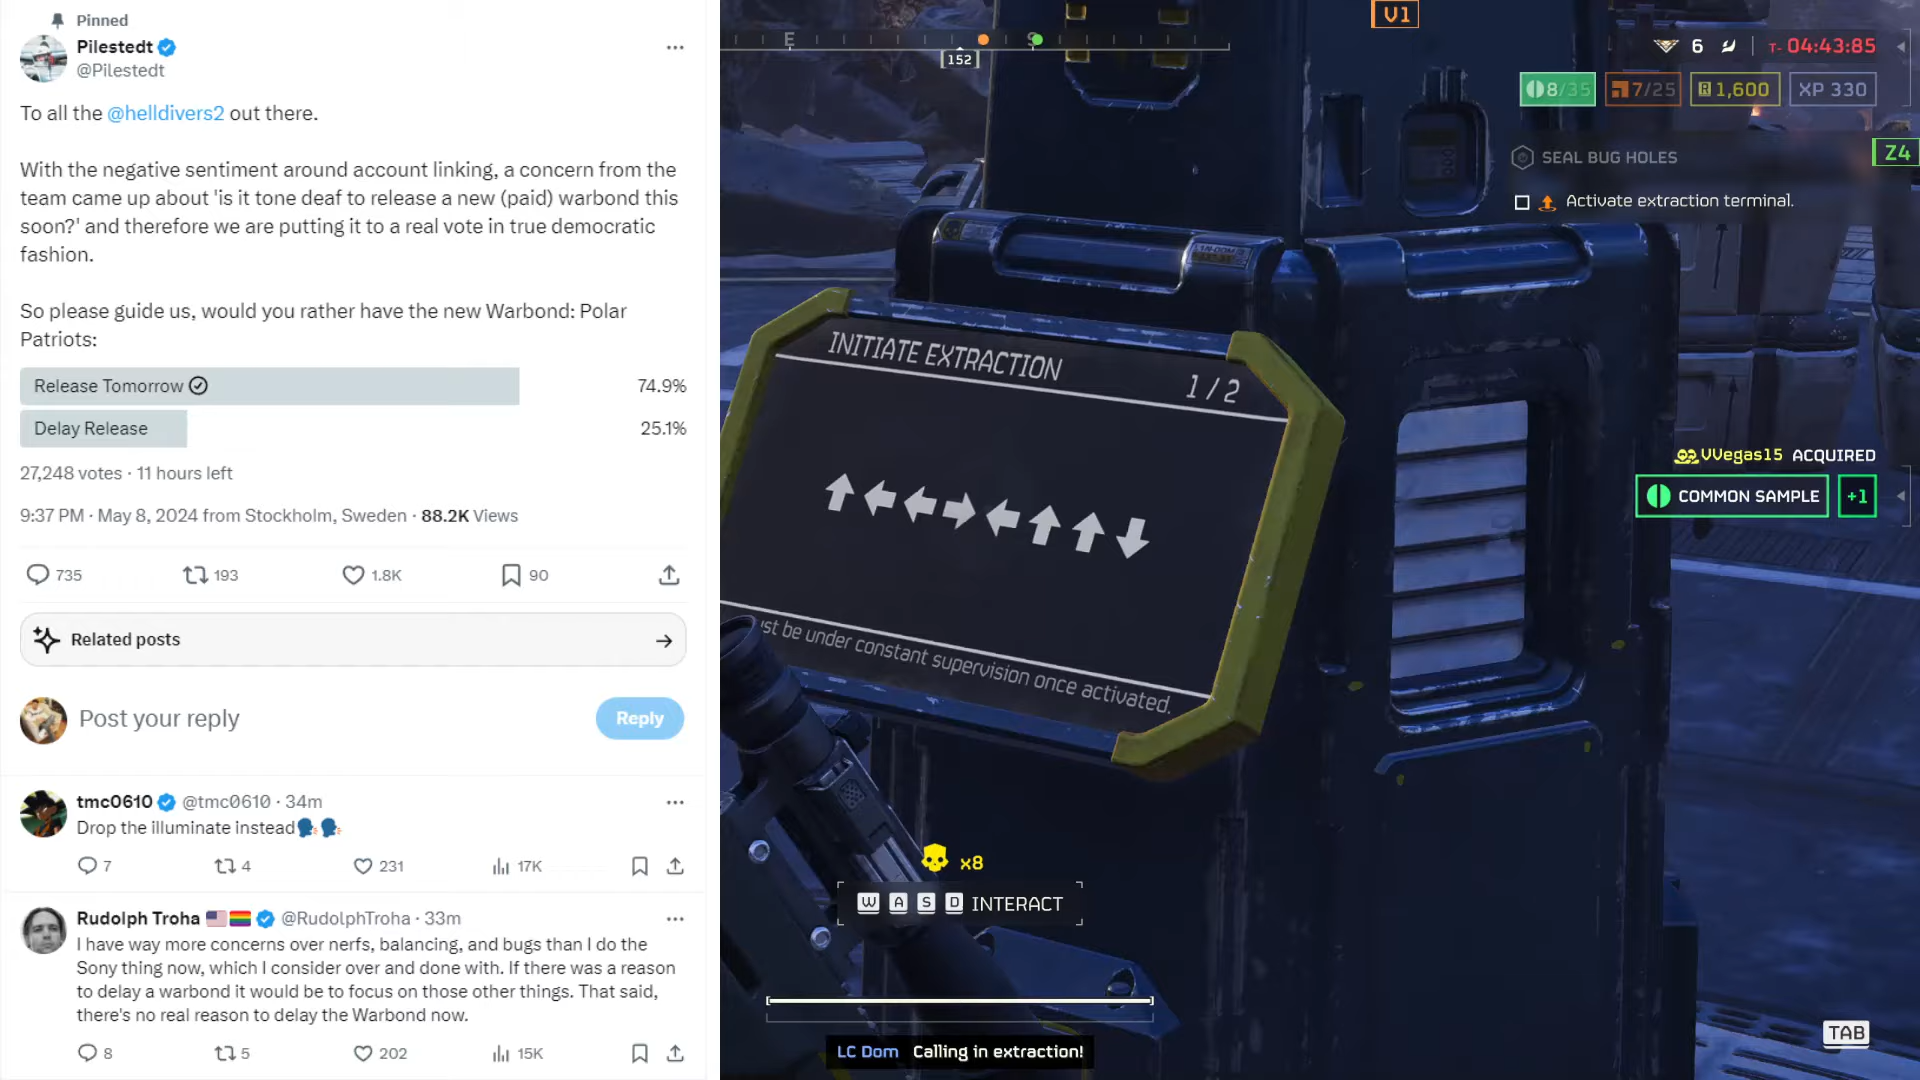 Pinned
Pilestedt
@Pilestedt
To all the @helldivers2 out there.
With the negative sentiment around account linking, a concern from the
team came up about 'is it tone deaf to release a new (paid) warbond this
soon?' and therefore we are putting it to a real vote in true democratic
fashion.
So please guide us, would you rather have the new Warbond: Polar
Patriots:
Release Tomorrow 74.9%
Delay Release 25.1%
27,248 votes · 11 hours left
9:37 PM · May 8, 2024 from Stockholm, Sweden · 88.2K Views
735 193 1.8K 90
Related posts
Post your reply Reply
tmc0610 @tmc0610 · 34m
Drop the illuminate instead
7 4 231 17K
Rudolph Troha @RudolphTroha · 33m
I have way more concerns over nerfs, balancing, and bugs than I do the
Sony thing now, which I consider over and done with. If there was a reason
to delay a warbond it would be to focus on those other things. That said,
there's no real reason to delay the Warbond now.
8 5 202 15K
V1
E S
152
6 T- 04:43:85
8/35 7/25 R 1,600 XP 330
SEAL BUG HOLES
Z4
Activate extraction terminal.
INITIATE EXTRACTION 1/2
be under constant supervision once activated.
VVegas15 ACQUIRED
COMMON SAMPLE +1
x8
W A S D INTERACT
LC Dom Calling in extraction!
TAB